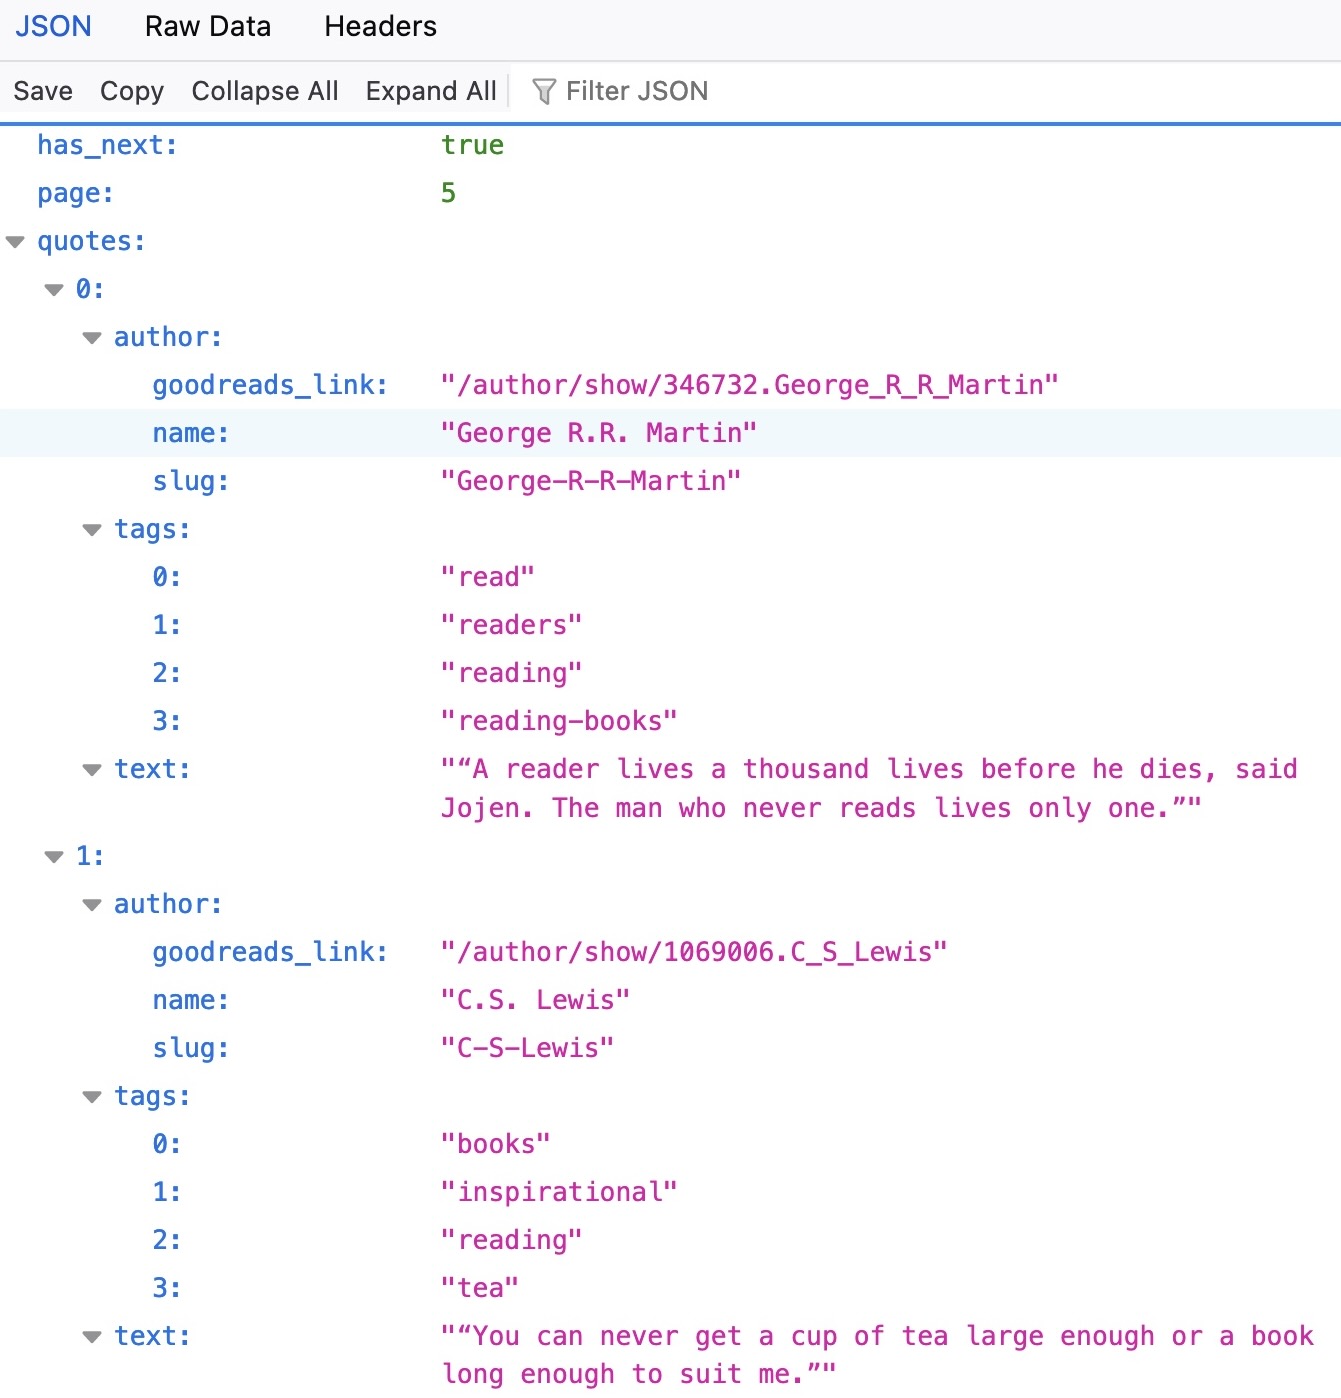 JSON Raw Data Headers
Save Copy Collapse All Expand All Filter JSON
has_next: true
page: 5
quotes:
0:
author:
goodreads_link: "/author/show/346732.George_R_R_Martin"
name: "George R.R. Martin"
slug: "George-R-R-Martin"
tags:
0: "read"
1: "readers"
2: "reading"
3: "reading-books"
text: "“A reader lives a thousand lives before he dies, said
Jojen. The man who never reads lives only one.”"
1:
author:
goodreads_link: "/author/show/1069006.C_S_Lewis"
name: "C.S. Lewis"
slug: "C-S-Lewis"
tags:
0: "books"
1: "inspirational"
2: "reading"
3: "tea"
text: "“You can never get a cup of tea large enough or a book
long enough to suit me.”"